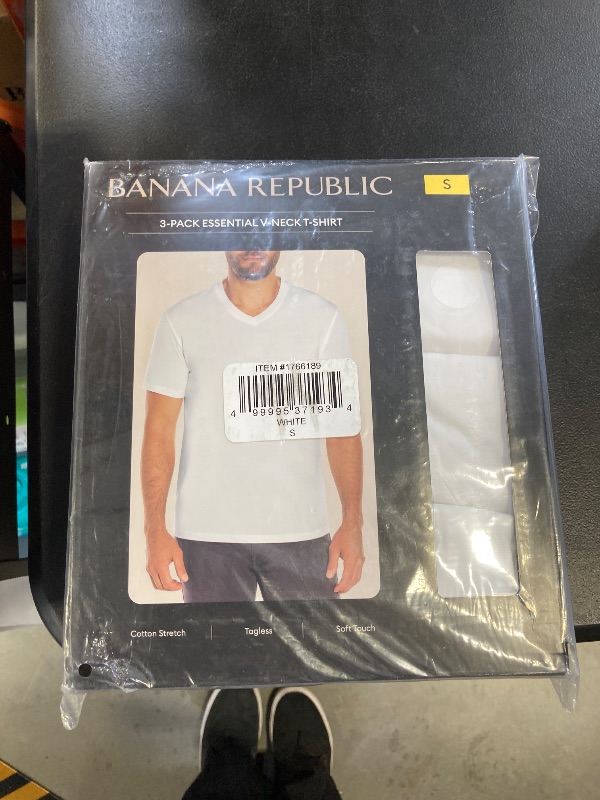 BANANA REPUBLIC
S
3-PACK ESSENTIAL V-NECK T-SHIRT
ITEM #1766189
4 99995 37193 4
WHITE
S
Cotton Stretch
Tagless
Soft Touch